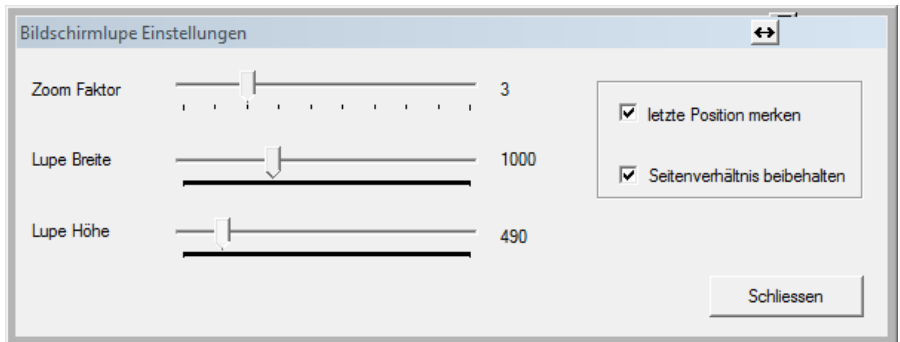 Bildschirmlupe Einstellungen
Zoom Faktor 3
letzte Position merken
Lupe Breite 1000
Seitenverhältnis beibehalten
Lupe Höhe 490
Schliessen